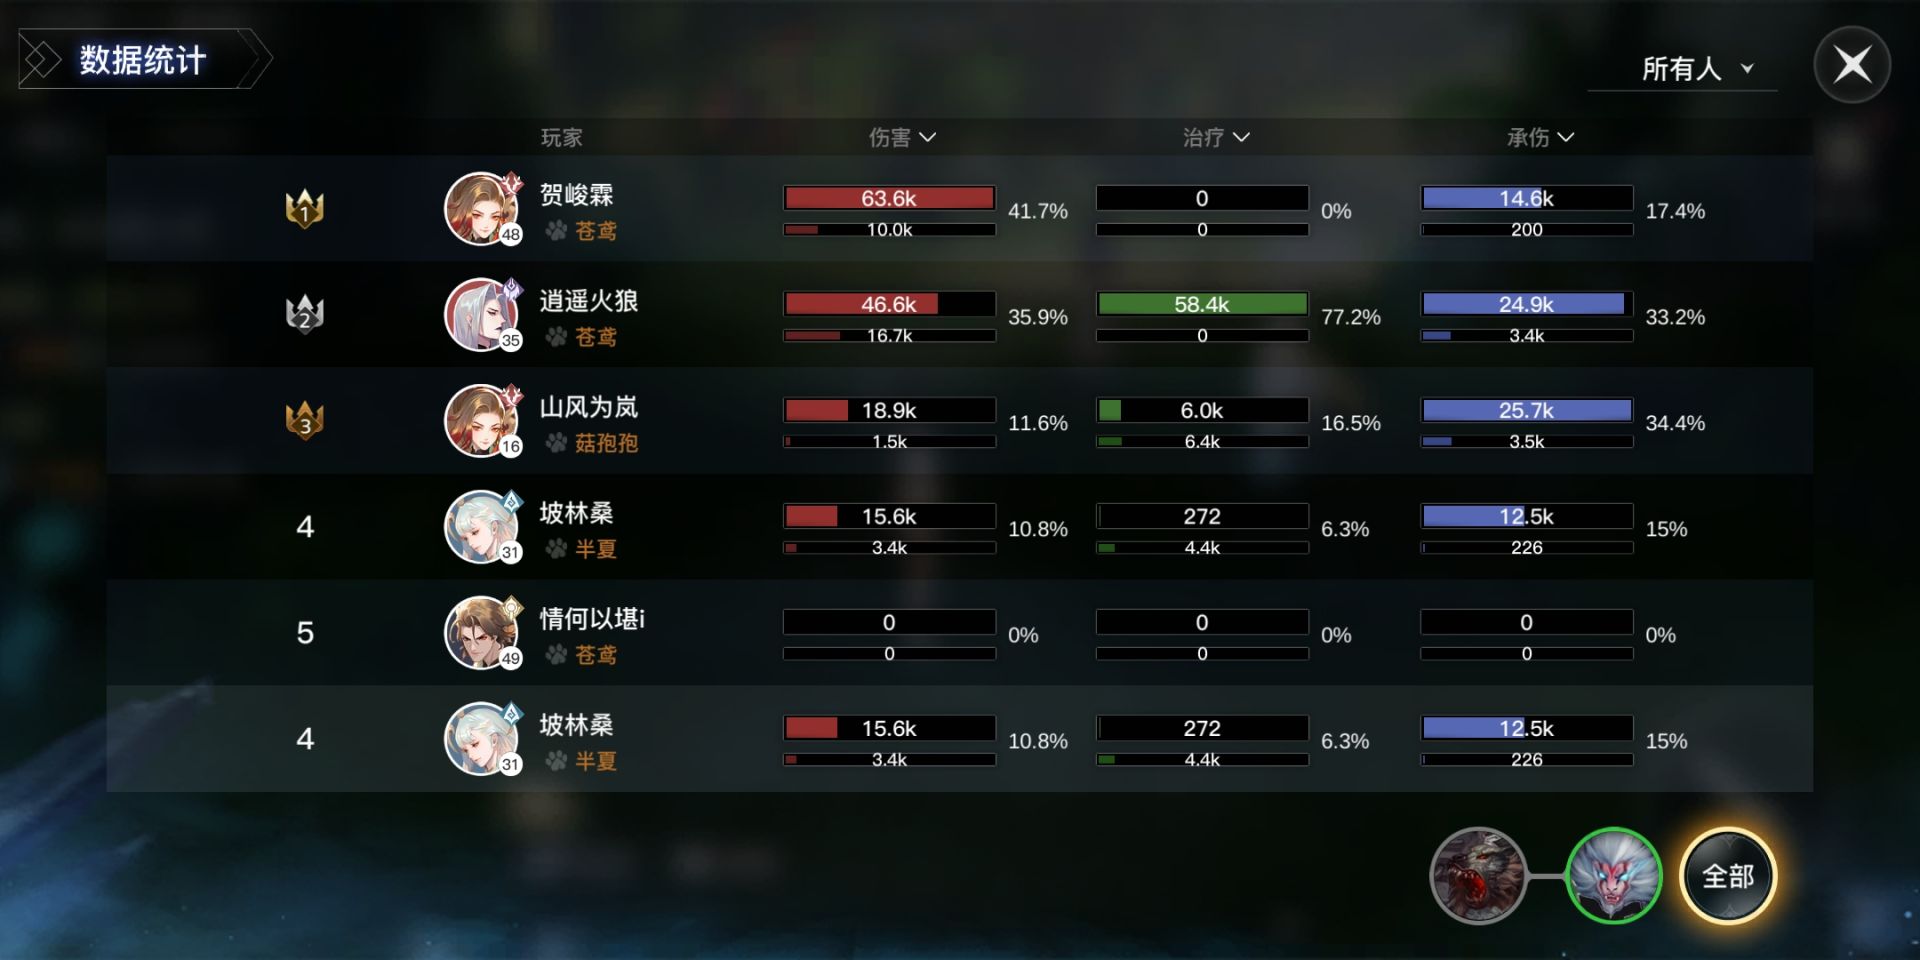 数据统计
所有人
玩家 伤害 治疗 承伤
1 48 贺峻霖 苍鸢 63.6k 10.0k 41.7% 0 0 0% 14.6k 200 17.4%
2 35 逍遥火狼 苍鸢 46.6k 16.7k 35.9% 58.4k 0 77.2% 24.9k 3.4k 33.2%
3 16 山风为岚 菇孢孢 18.9k 1.5k 11.6% 6.0k 6.4k 16.5% 25.7k 3.5k 34.4%
4 31 坡林桑 半夏 15.6k 3.4k 10.8% 272 4.4k 6.3% 12.5k 226 15%
5 49 情何以堪i 苍鸢 0 0 0% 0 0 0% 0 0 0%
4 31 坡林桑 半夏 15.6k 3.4k 10.8% 272 4.4k 6.3% 12.5k 226 15%
全部